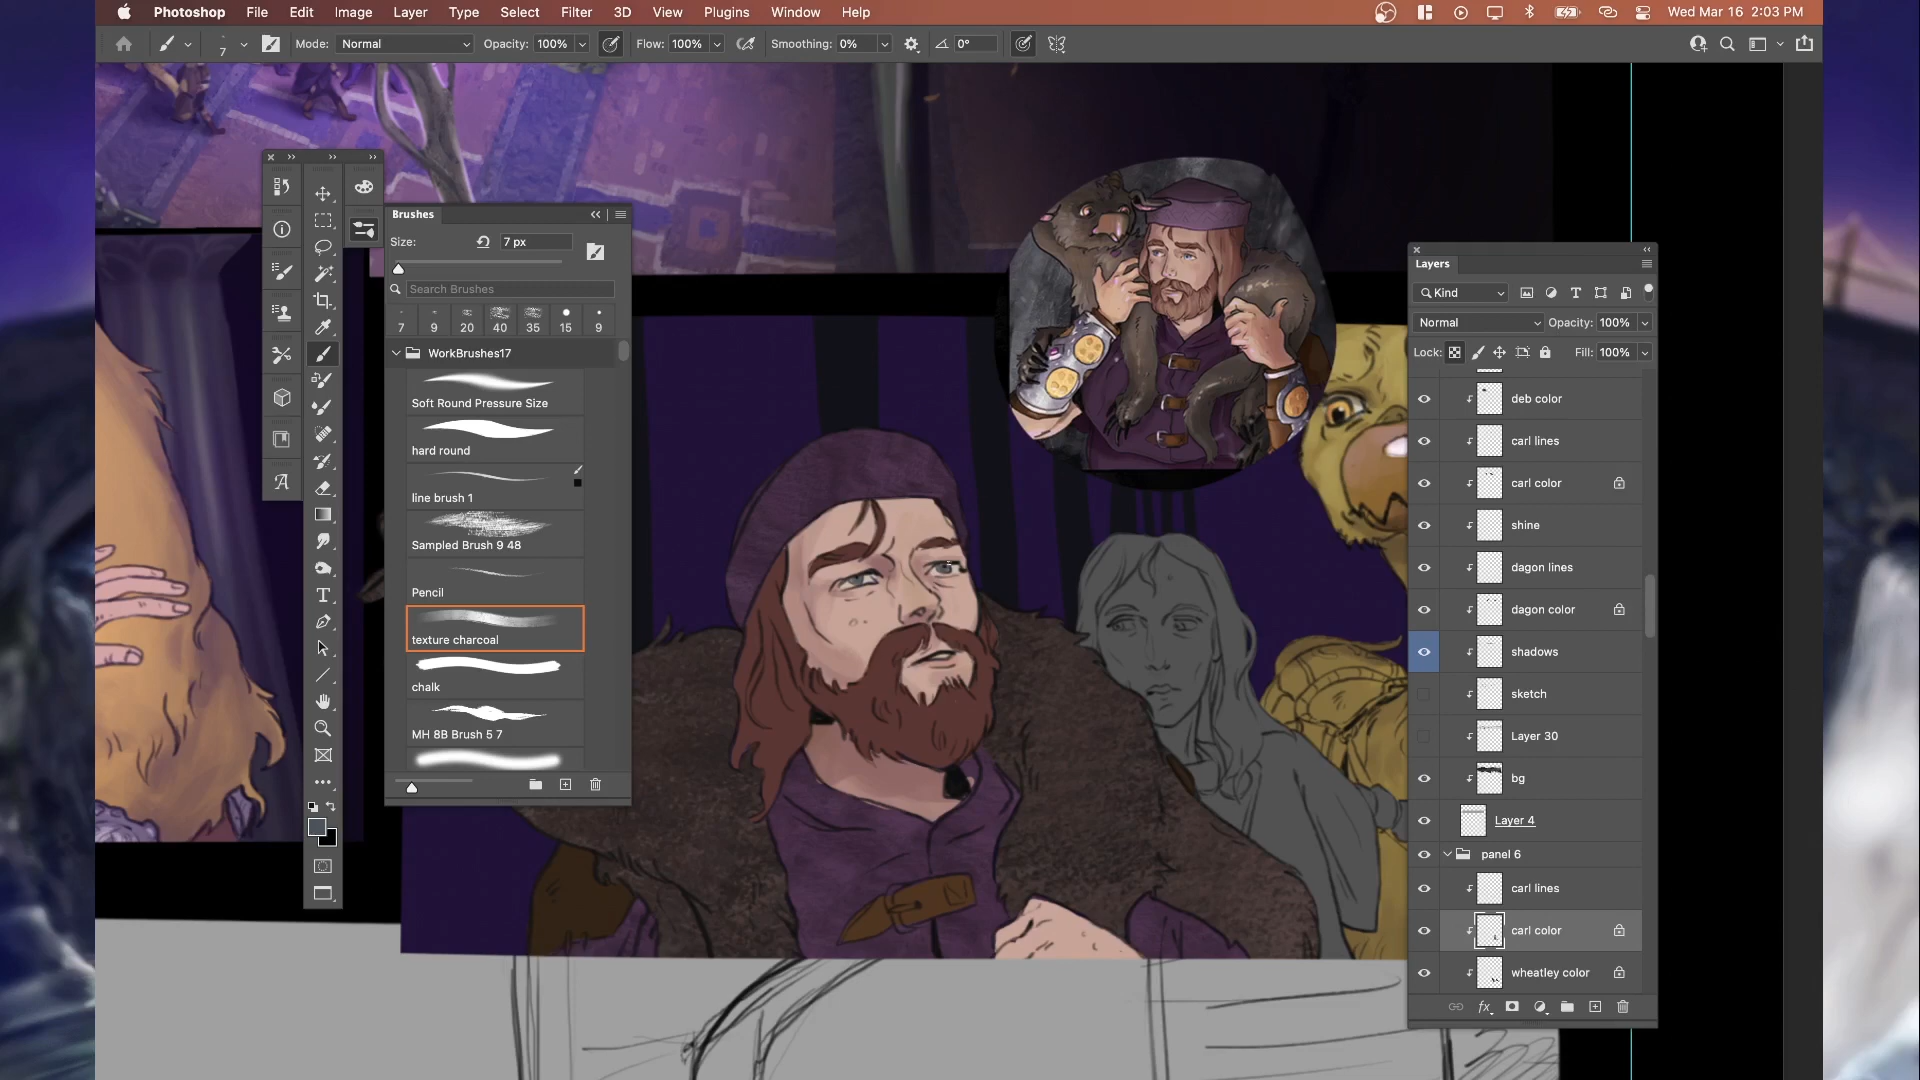 Photoshop File Edit Image Layer Type Select Filter 3D View Plugins Window Help Wed Mar 16 2:03 PM
7 Mode: Normal Opacity: 100% Flow: 100% Smoothing: 0% 0°
Brushes
Size: 7 px
Search Brushes
7 9 20 40 35 15 9
WorkBrushes17
Soft Round Pressure Size
hard round
line brush 1
Sampled Brush 9 48
Pencil
texture charcoal
chalk
MH 8B Brush 5 7
Layers
Kind
Normal Opacity: 100%
Lock: Fill: 100%
deb color
carl lines
carl color
shine
dagon lines
dagon color
shadows
sketch
Layer 30
bg
Layer 4
panel 6
carl lines
carl color
wheatley color